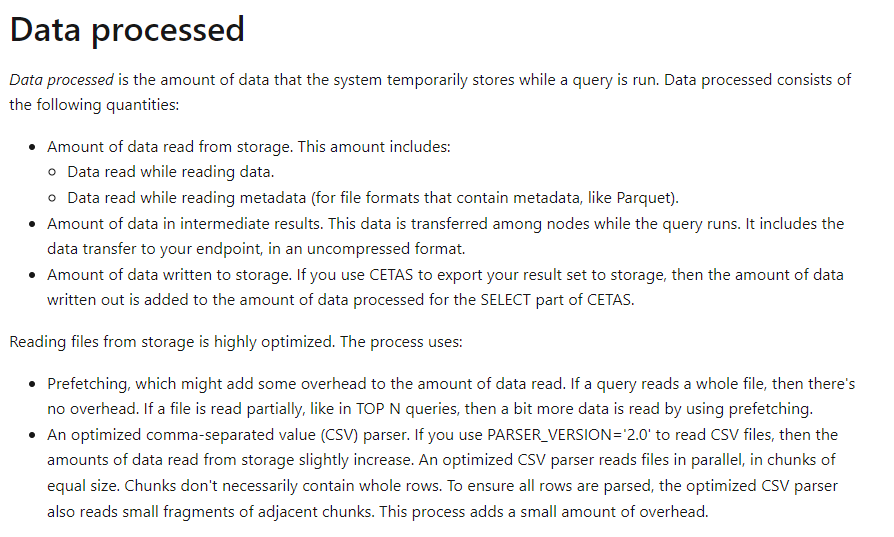 Data processed
Data processed is the amount of data that the system temporarily stores while a query is run. Data processed consists of
the following quantities:
• Amount of data read from storage. This amount includes:
○ Data read while reading data.
○ Data read while reading metadata (for file formats that contain metadata, like Parquet).
• Amount of data in intermediate results. This data is transferred among nodes while the query runs. It includes the
data transfer to your endpoint, in an uncompressed format.
• Amount of data written to storage. If you use CETAS to export your result set to storage, then the amount of data
written out is added to the amount of data processed for the SELECT part of CETAS.
Reading files from storage is highly optimized. The process uses:
• Prefetching, which might add some overhead to the amount of data read. If a query reads a whole file, then there's
no overhead. If a file is read partially, like in TOP N queries, then a bit more data is read by using prefetching.
• An optimized comma-separated value (CSV) parser. If you use PARSER_VERSION='2.0' to read CSV files, then the
amounts of data read from storage slightly increase. An optimized CSV parser reads files in parallel, in chunks of
equal size. Chunks don't necessarily contain whole rows. To ensure all rows are parsed, the optimized CSV parser
also reads small fragments of adjacent chunks. This process adds a small amount of overhead.